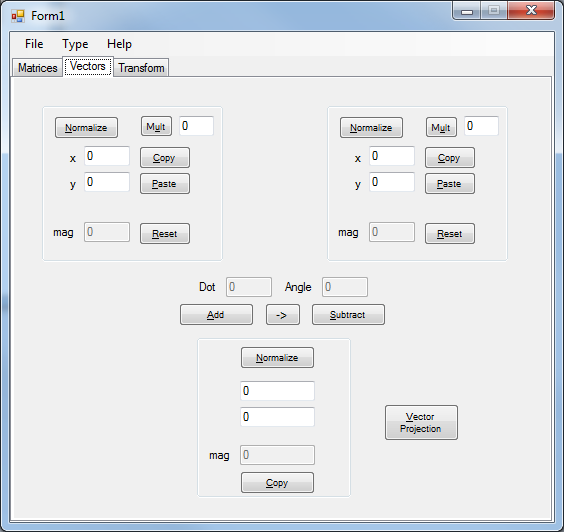 Form1
File Type Help
Matrices Vectors Transform
Normalize Mult 0 Normalize Mult 0
x 0 Copy x 0 Copy
y 0 Paste y 0 Paste
mag 0 Reset mag 0 Reset
Dot 0 Angle 0
Add -> Subtract
Normalize
0
0
Vector
Projection
mag 0
Copy